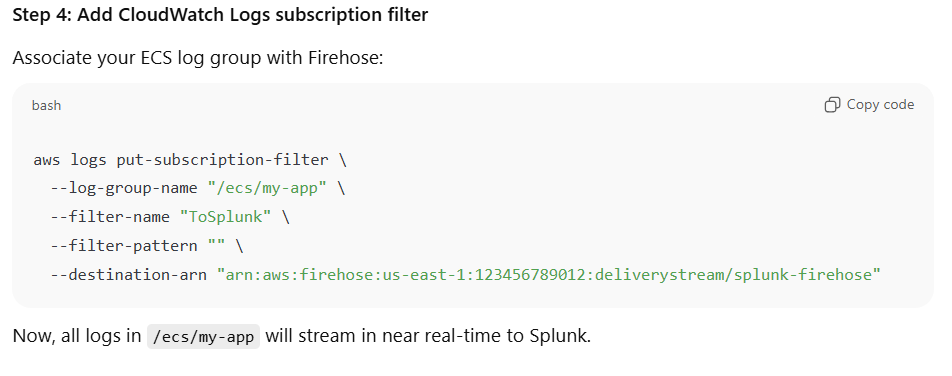 Step 4: Add CloudWatch Logs subscription filter
Associate your ECS log group with Firehose:
bash
Copy code
aws logs put-subscription-filter \
--log-group-name "/ecs/my-app" \
--filter-name "ToSplunk" \
--filter-pattern "" \
--destination-arn "arn:aws:firehose:us-east-1:123456789012:deliverystream/splunk-firehose"
Now, all logs in /ecs/my-app will stream in near real-time to Splunk.